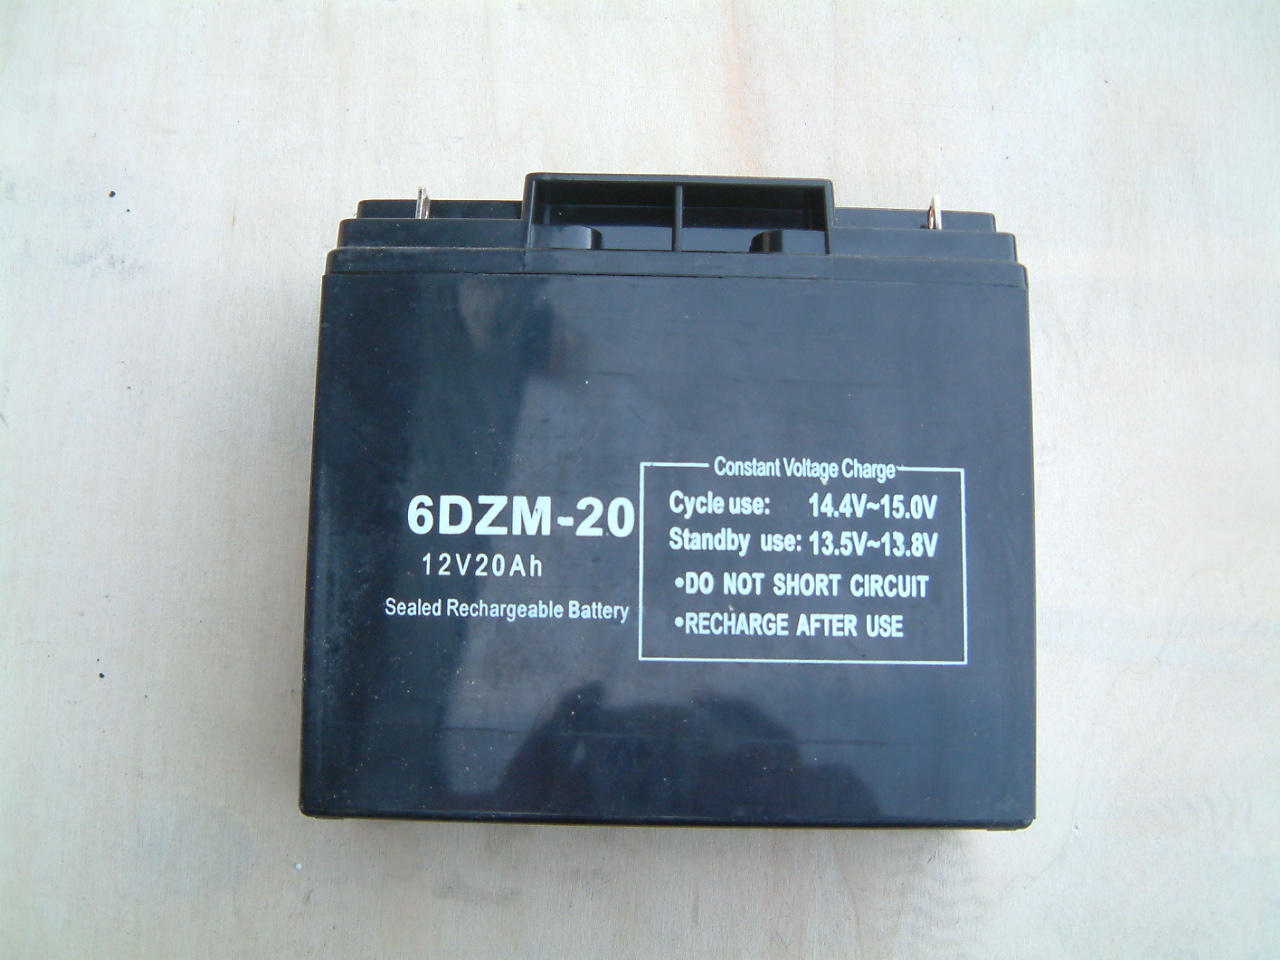 6DZM-20
12V20Ah
Sealed Rechargeable Battery
Constant Voltage Charge
Cycle use: 14.4V~15.0V
Standby use: 13.5V~13.8V
•DO NOT SHORT CIRCUIT
•RECHARGE AFTER USE